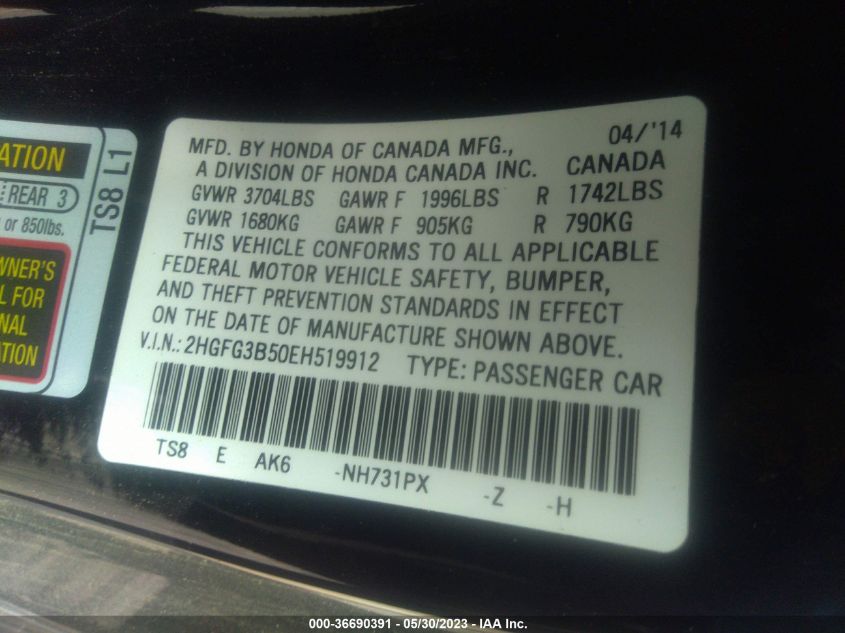 ATION
REAR 3
or 850lbs.
WNER'S
L FOR
NAL
ATION
TS8 L1
04/'14
MFD. BY HONDA OF CANADA MFG.,
A DIVISION OF HONDA CANADA INC. CANADA
GVWR 3704LBS GAWR F 1996LBS R 1742LBS
GVWR 1680KG GAWR F 905KG R 790KG
THIS VEHICLE CONFORMS TO ALL APPLICABLE
FEDERAL MOTOR VEHICLE SAFETY, BUMPER,
AND THEFT PREVENTION STANDARDS IN EFFECT
ON THE DATE OF MANUFACTURE SHOWN ABOVE.
V.I.N.: 2HGFG3B50EH519912 TYPE: PASSENGER CAR
TS8 E AK6 -NH731PX -Z -H
000-36690391 - 05/30/2023 - IAA Inc.